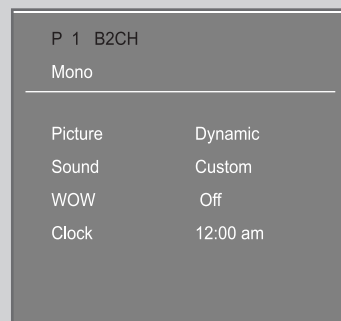 P 1 B2CH
Mono
Picture Dynamic
Sound Custom
WOW Off
Clock 12:00 am